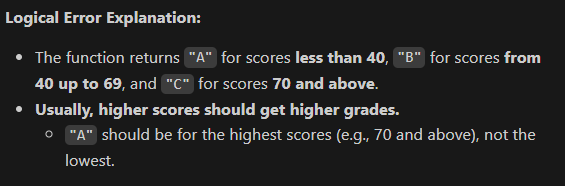 Logical Error Explanation:
• The function returns "A" for scores less than 40, "B" for scores from
40 up to 69, and "C" for scores 70 and above.
• Usually, higher scores should get higher grades.
○ "A" should be for the highest scores (e.g., 70 and above), not the
lowest.